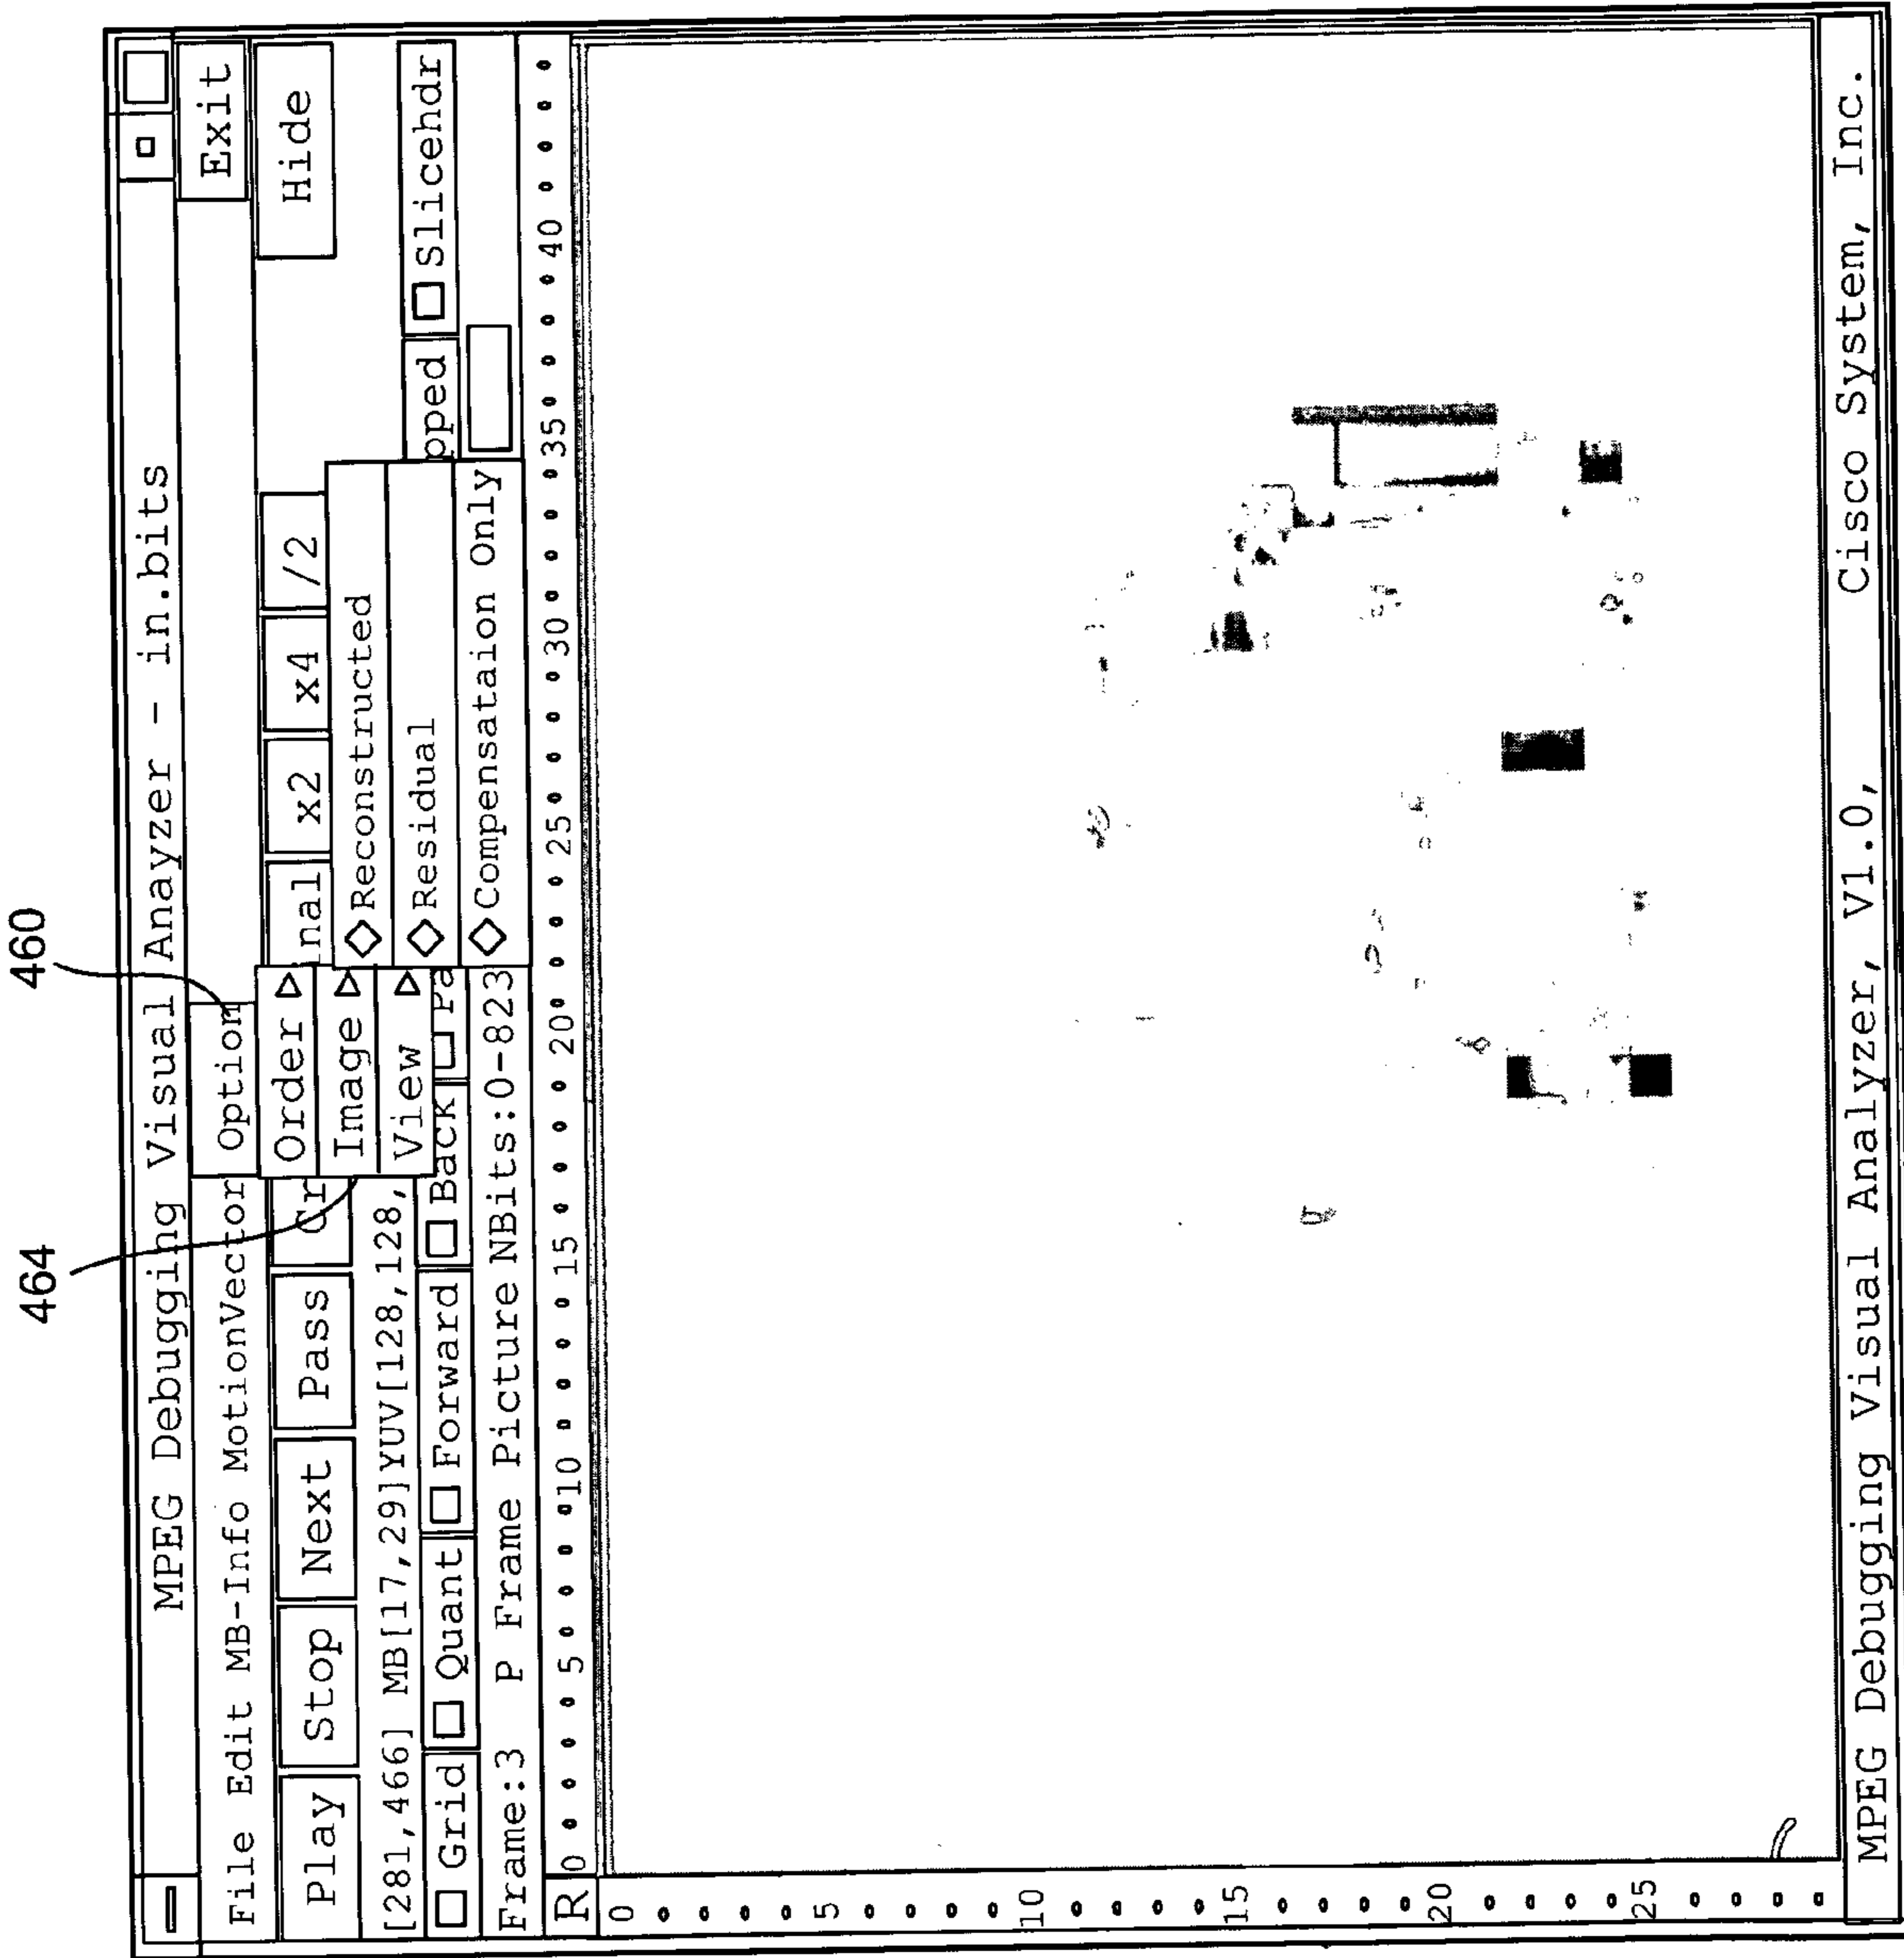 460
464
MPEG Debugging Visual Anayzer - in.bits
File Edit MB-Info MotionVector Option Exit
Play Stop Next Pass Cr Order nal x2 x4 /2 Hide
Image Reconstructed
[281,466] MB[17,29]YUV[128,128,128, View Residual
Grid Quant Forward Back Pa Compensataion Only pped Slicehdr
Frame:3 P Frame Picture NBits:0-823
R 0 5 10 15 20 25 30 35 40
0
5
10
15
20
25
MPEG Debugging Visual Analyzer, V1.0, Cisco System, Inc.